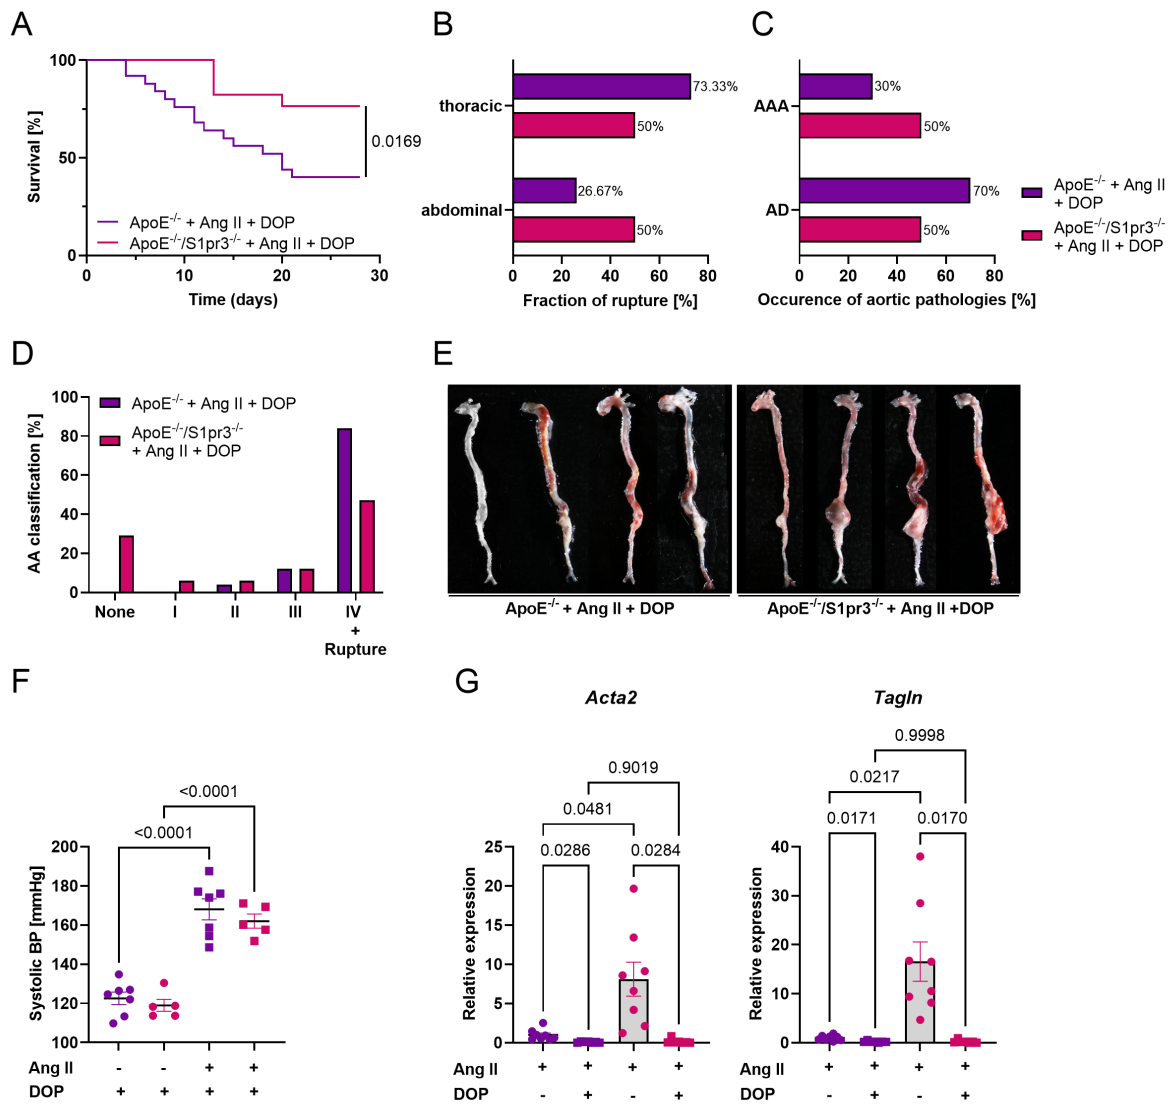 A
Survival [%]
100
50
0
0 10 20 30
Time (days)
0.0169
ApoE-/- + Ang II + DOP
ApoE-/-/S1pr3-/- + Ang II + DOP
B
thoracic
abdominal
73.33%
50%
26.67%
50%
0 20 40 60 80
Fraction of rupture [%]
C
AAA
AD
30%
50%
70%
50%
0 20 40 60 80
Occurence of aortic pathologies [%]
ApoE-/- + Ang II
+ DOP
ApoE-/-/S1pr3-/-
+ Ang II + DOP
D
AA classification [%]
100
80
60
40
20
0
ApoE-/- + Ang II + DOP
ApoE-/-/S1pr3-/-
+ Ang II + DOP
None I II III IV
+
Rupture
E
ApoE-/- + Ang II + DOP
ApoE-/-/S1pr3-/- + Ang II +DOP
F
Systolic BP [mmHg]
200
180
160
140
120
100
<0.0001
<0.0001
Ang II - - + +
DOP + + + +
G
Acta2
Relative expression
25
20
15
10
5
0
0.9019
0.0481
0.0286
0.0284
Ang II + + + +
DOP - + - +
Tagln
Relative expression
40
30
20
10
0
0.9998
0.0217
0.0171
0.0170
Ang II + + + +
DOP - + - +